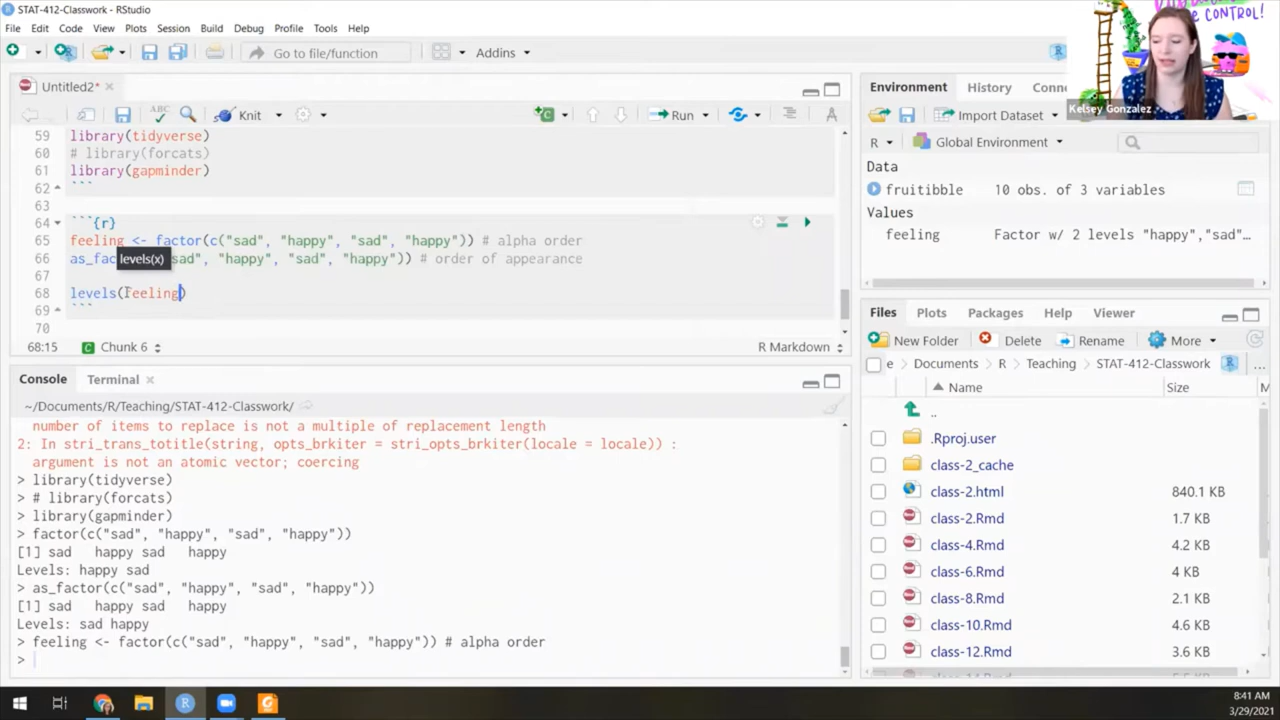 STAT-412-Classwork - RStudio
File Edit Code View Plots Session Build Debug Profile Tools Help
Go to file/function Addins
CONTROL!
Kelsey Gonzalez
Untitled2*
ABC Knit Run
59 library(tidyverse)
60 # library(forcats)
61 library(gapminder)
62 ```
63
64 ```{r}
65 feeling <- factor(c("sad", "happy", "sad", "happy")) # alpha order
66 as_fac sad", "happy", "sad", "happy")) # order of appearance
levels(x)
67
68 levels(feeling)
69 ```
70
68:15 Chunk 6 R Markdown
Console Terminal
~/Documents/R/Teaching/STAT-412-Classwork/
number of items to replace is not a multiple of replacement length
2: In stri_trans_totitle(string, opts_brkiter = stri_opts_brkiter(locale = locale)) :
argument is not an atomic vector; coercing
> library(tidyverse)
> # library(forcats)
> library(gapminder)
> factor(c("sad", "happy", "sad", "happy"))
[1] sad happy sad happy
Levels: happy sad
> as_factor(c("sad", "happy", "sad", "happy"))
[1] sad happy sad happy
Levels: sad happy
> feeling <- factor(c("sad", "happy", "sad", "happy")) # alpha order
>
Environment History Conn
Import Dataset
R Global Environment
Data
fruitibble 10 obs. of 3 variables
Values
feeling Factor w/ 2 levels "happy","sad"…
Files Plots Packages Help Viewer
New Folder Delete Rename More
e Documents R Teaching STAT-412-Classwork ...
Name Size M
..
.Rproj.user
class-2_cache
class-2.html 840.1 KB
class-2.Rmd 1.7 KB
class-4.Rmd 4.2 KB
class-6.Rmd 4 KB
class-8.Rmd 2.1 KB
class-10.Rmd 4.6 KB
class-12.Rmd 3.6 KB
8:41 AM
3/29/2021